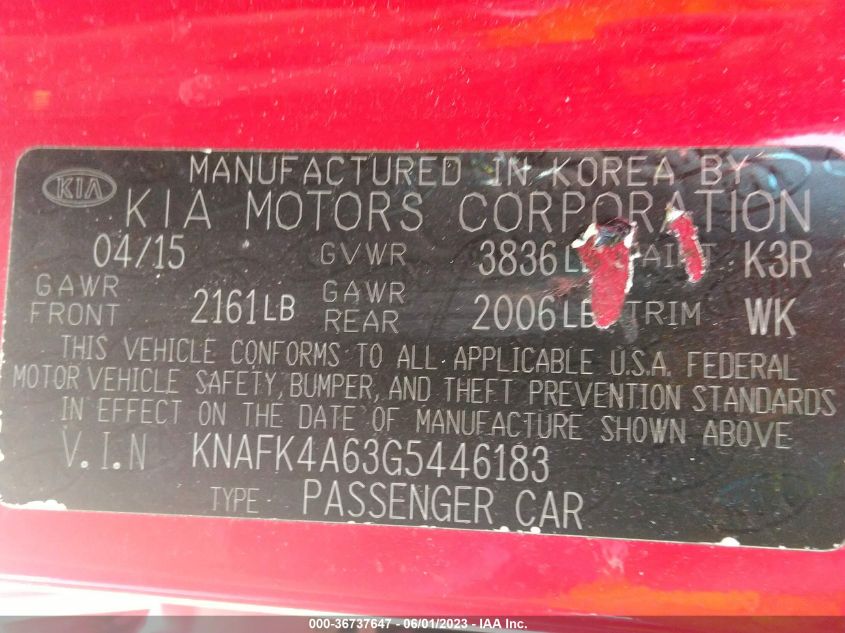 MANUFACTURED IN KOREA BY
KIA KIA MOTORS CORPORATION
04/15 GVWR 3836 K3R
GAWR FRONT 2161LB GAWR REAR 2006LB TRIM WK
THIS VEHICLE CONFORMS TO ALL APPLICABLE U.S.A. FEDERAL
MOTOR VEHICLE SAFETY, BUMPER, AND THEFT PREVENTION STANDARDS
IN EFFECT ON THE DATE OF MANUFACTURE SHOWN ABOVE
V.I.N KNAFK4A63G5446183
TYPE PASSENGER CAR
000-36737647 - 06/01/2023 - IAA Inc.